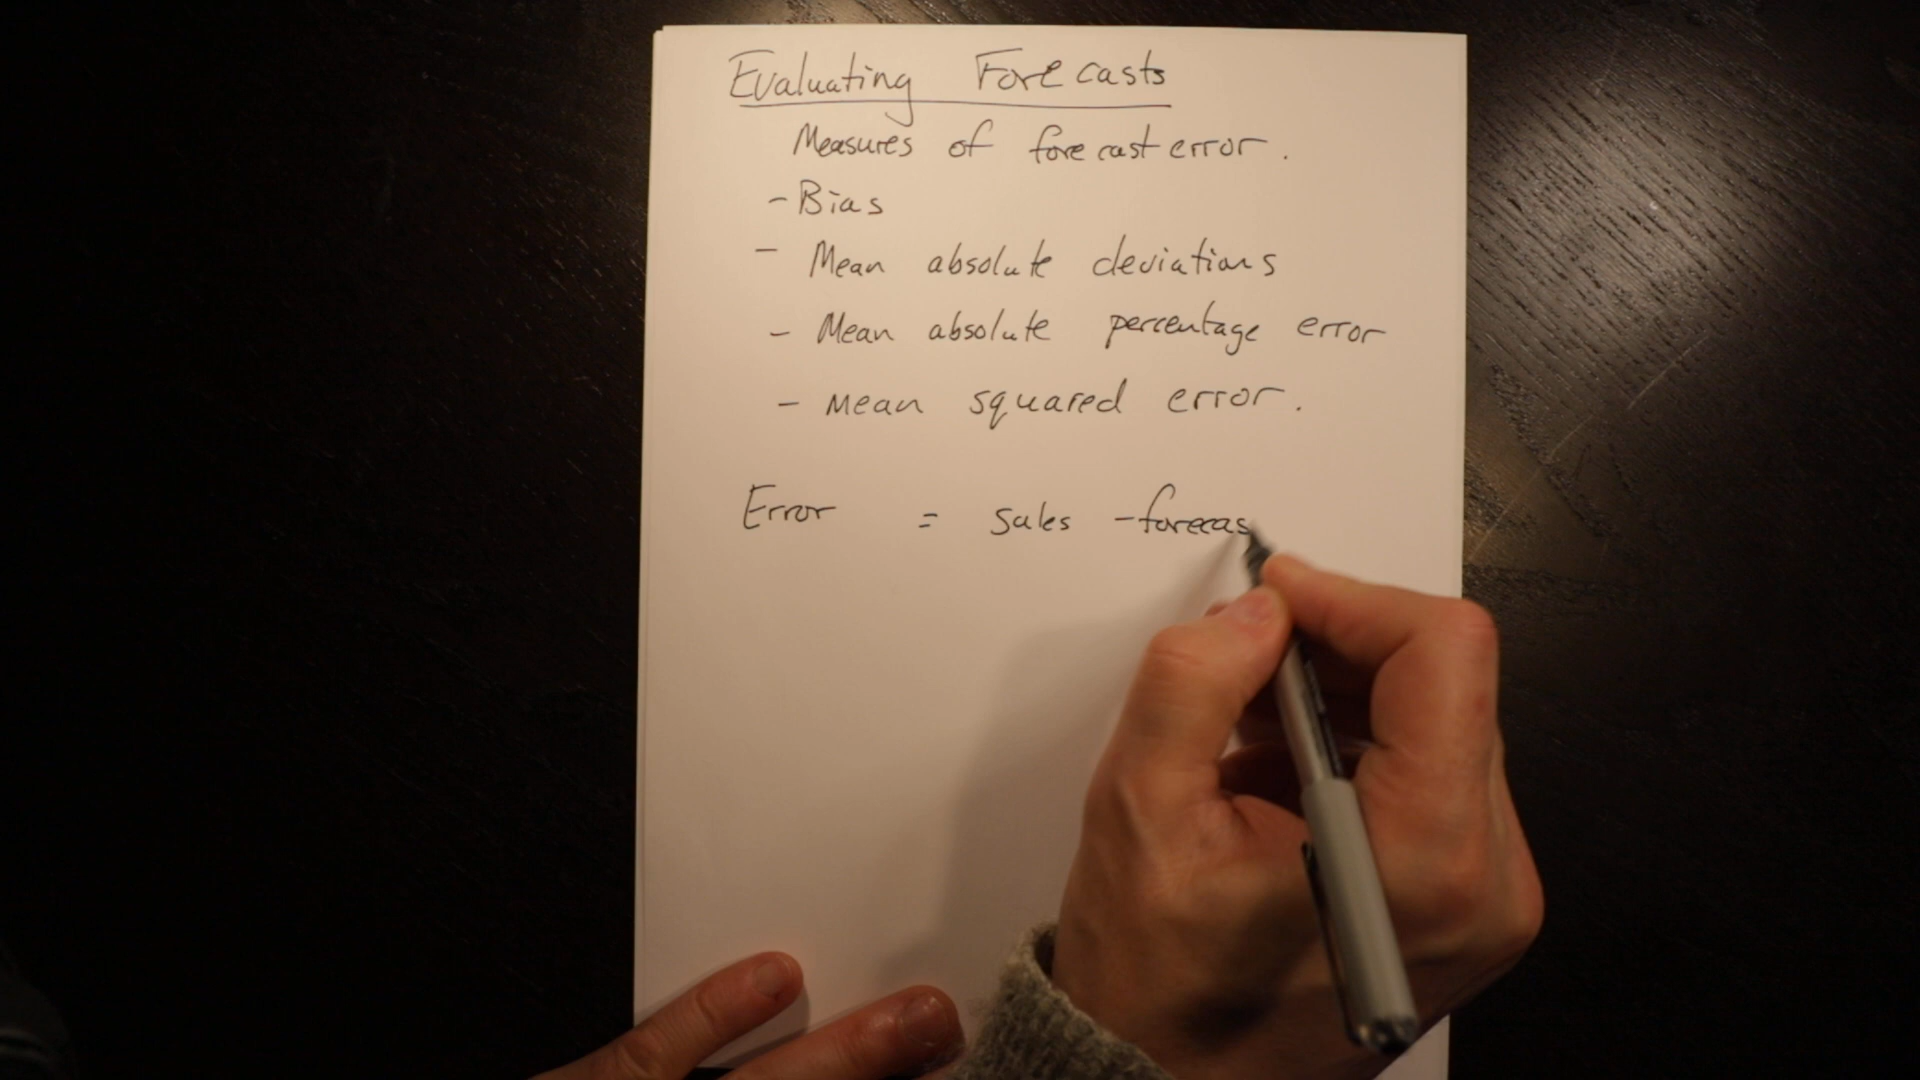 Evaluating Forecasts
Measures of forecast error.
- Bias
- Mean absolute deviations
- Mean absolute percentage error
- Mean squared error.
Error = Sales - forecas